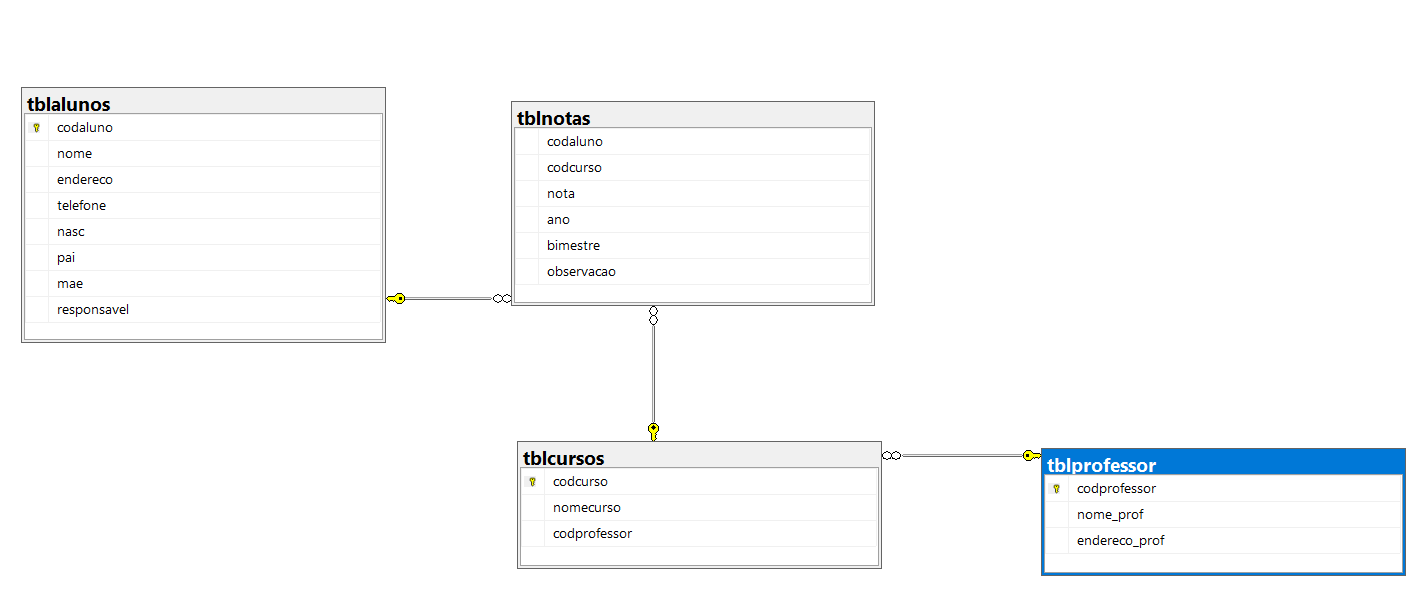 tblalunos
codaluno
nome
endereco
telefone
nasc
pai
mae
responsavel
tblnotas
codaluno
codcurso
nota
ano
bimestre
observacao
tblcursos
codcurso
nomecurso
codprofessor
tblprofessor
codprofessor
nome_prof
endereco_prof